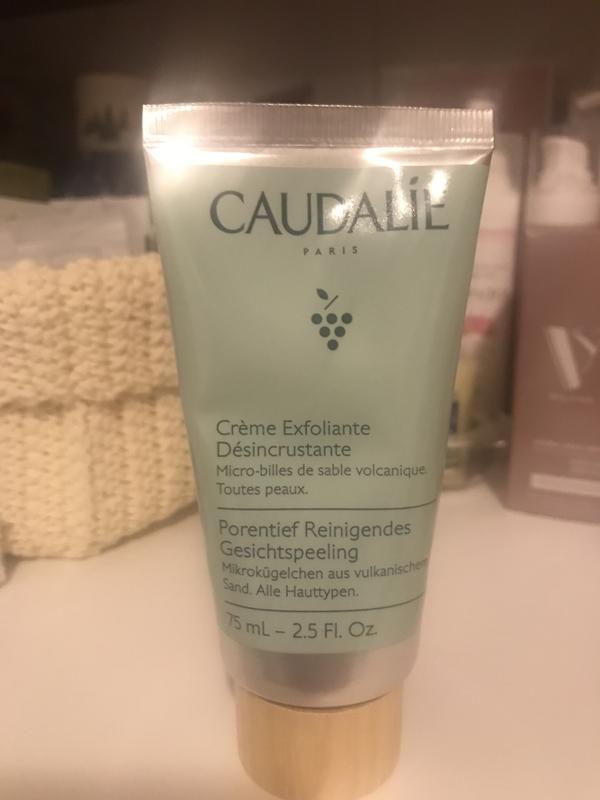 CAUDALÍE
PARIS
Crème Exfoliante
Désincrustante
Micro-billes de sable volcanique.
Toutes peaux.
Porentief Reinigendes
Gesichtspeeling
Mikrokügelchen aus vulkanischem
Sand. Alle Hauttypen.
75 mL – 2.5 Fl. Oz.